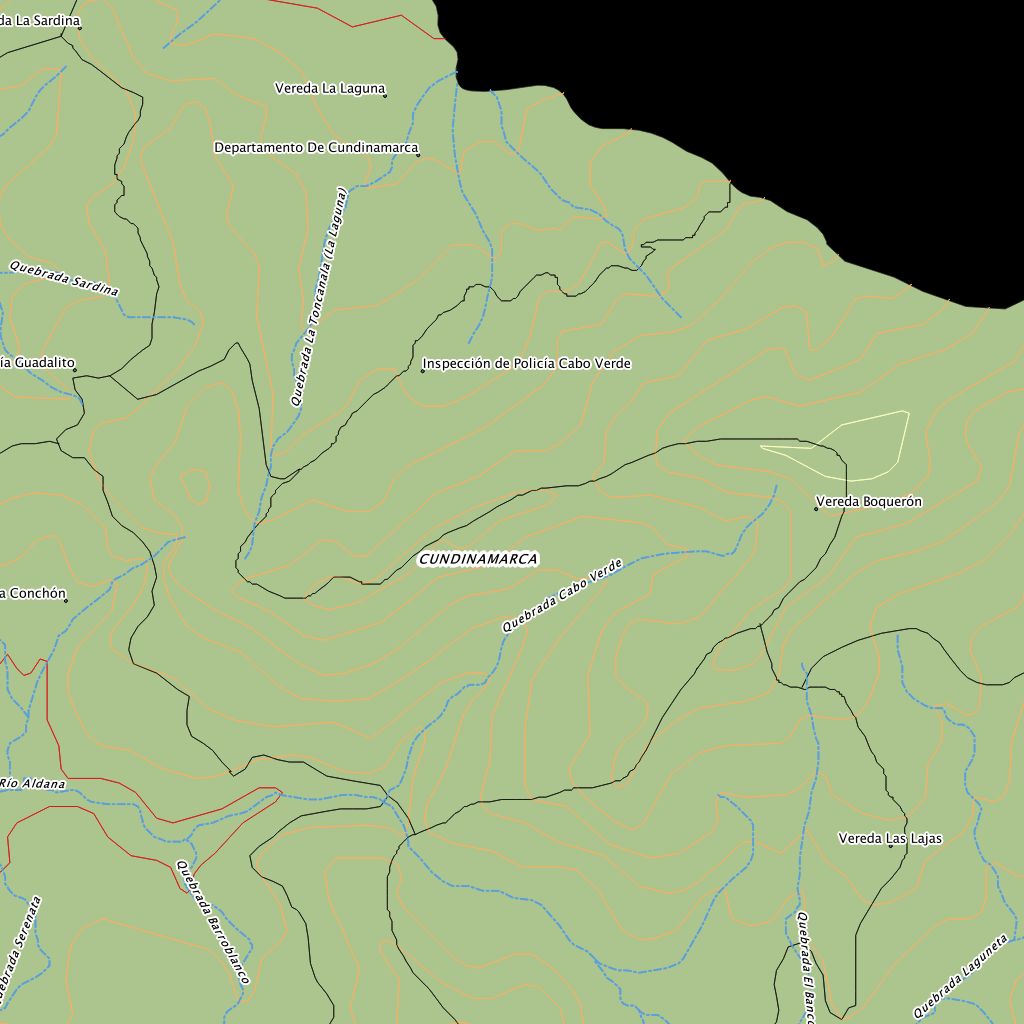 da La Sardina
Vereda La Laguna
Departamento De Cundinamarca
Quebrada La Toncanala (La Laguna)
Quebrada Sardina
ía Guadalito
Inspección de Policía Cabo Verde
Vereda Boquerón
CUNDINAMARCA
Quebrada Cabo Verde
a Conchón
Río Aldana
Vereda Las Lajas
Quebrada Barroblanco
Quebrada Serenata
Quebrada El Banco
Quebrada Laguneta